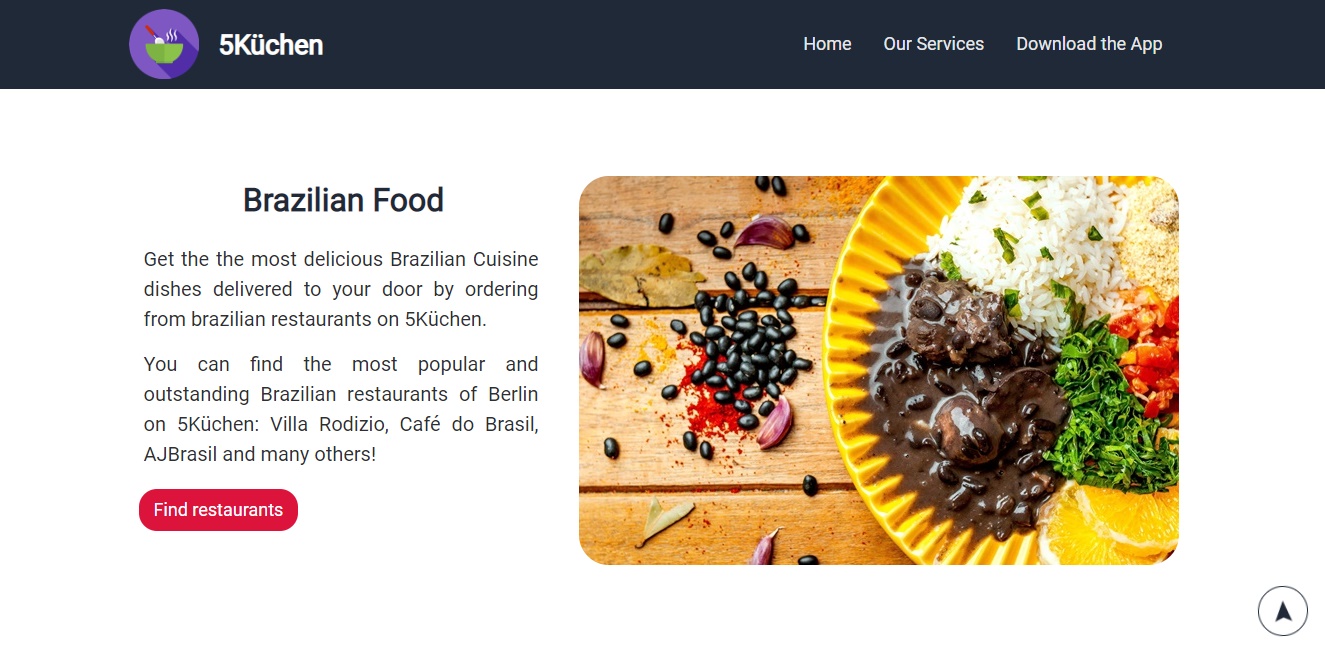 5Küchen
Home
Our Services
Download the App
Brazilian Food
Get the the most delicious Brazilian Cuisine
dishes delivered to your door by ordering
from brazilian restaurants on 5Küchen.
You can find the most popular and
outstanding Brazilian restaurants of Berlin
on 5Küchen: Villa Rodizio, Café do Brasil,
AJBrasil and many others!
Find restaurants